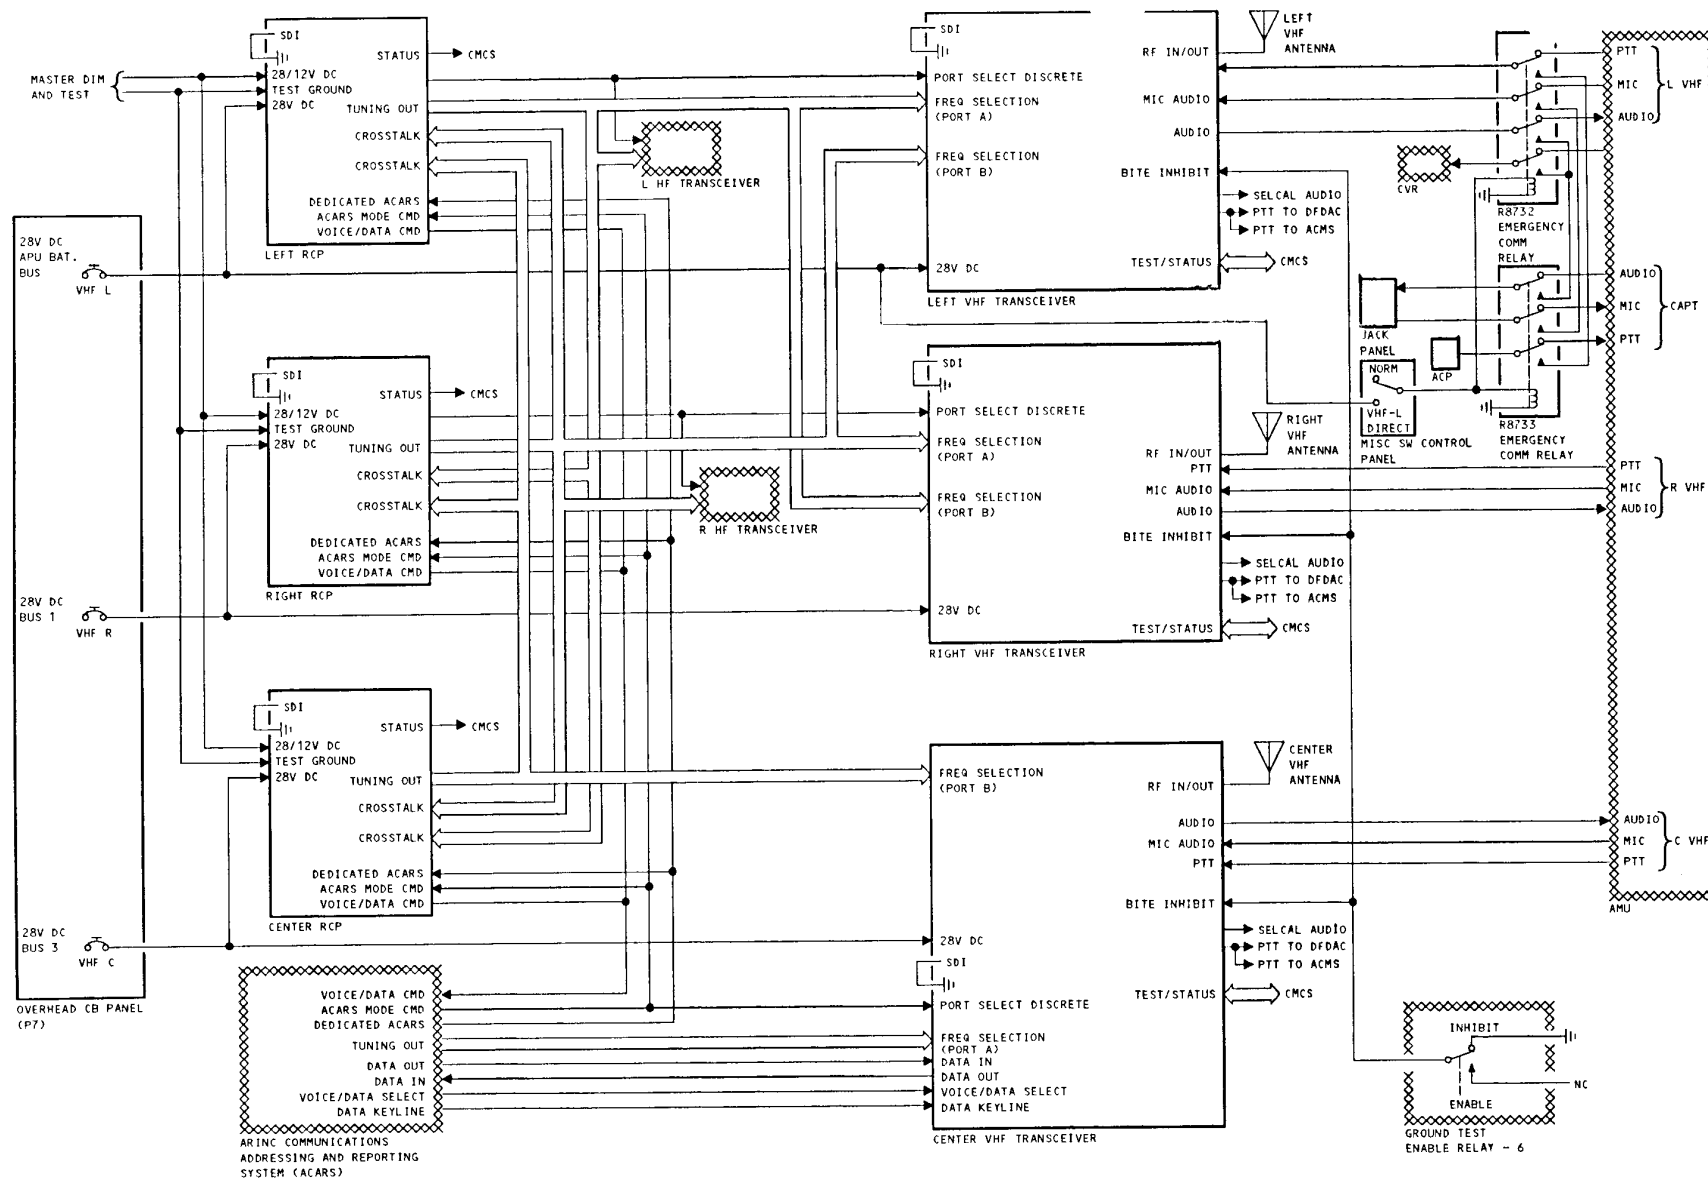 MASTER DIM
AND TEST
SDI
STATUS
CMCS
28/12V DC
TEST GROUND
28V DC
TUNING OUT
CROSSTALK
CROSSTALK
DEDICATED ACARS
ACARS MODE CMD
VOICE/DATA CMD
LEFT RCP
28V DC
APU BAT.
BUS
VHF L
SDI
STATUS
CMCS
28/12V DC
TEST GROUND
28V DC
TUNING OUT
CROSSTALK
CROSSTALK
DEDICATED ACARS
ACARS MODE CMD
VOICE/DATA CMD
RIGHT RCP
28V DC
BUS 1
VHF R
SDI
STATUS
CMCS
28/12V DC
TEST GROUND
28V DC
TUNING OUT
CROSSTALK
CROSSTALK
DEDICATED ACARS
ACARS MODE CMD
VOICE/DATA CMD
CENTER RCP
28V DC
BUS 3
VHF C
OVERHEAD CB PANEL
(P7)
VOICE/DATA CMD
ACARS MODE CMD
DEDICATED ACARS
TUNING OUT
DATA OUT
DATA IN
VOICE/DATA SELECT
DATA KEYLINE
ARINC COMMUNICATIONS
ADDRESSING AND REPORTING
SYSTEM (ACARS)
L HF TRANSCEIVER
R HF TRANSCEIVER
SDI
PORT SELECT DISCRETE
FREQ SELECTION
(PORT A)
FREQ SELECTION
(PORT B)
28V DC
RF IN/OUT
MIC AUDIO
AUDIO
BITE INHIBIT
TEST/STATUS
LEFT VHF TRANSCEIVER
LEFT
VHF
ANTENNA
SELCAL AUDIO
PTT TO DFDAC
PTT TO ACMS
CMCS
SDI
PORT SELECT DISCRETE
FREQ SELECTION
(PORT A)
FREQ SELECTION
(PORT B)
28V DC
RF IN/OUT
PTT
MIC AUDIO
AUDIO
BITE INHIBIT
TEST/STATUS
RIGHT VHF TRANSCEIVER
RIGHT
VHF
ANTENNA
SELCAL AUDIO
PTT TO DFDAC
PTT TO ACMS
CMCS
FREQ SELECTION
(PORT B)
28V DC
SDI
PORT SELECT DISCRETE
FREQ SELECTION
(PORT A)
DATA IN
DATA OUT
VOICE/DATA SELECT
DATA KEYLINE
RF IN/OUT
AUDIO
MIC AUDIO
PTT
BITE INHIBIT
TEST/STATUS
CENTER VHF TRANSCEIVER
CENTER
VHF
ANTENNA
SELCAL AUDIO
PTT TO DFDAC
PTT TO ACMS
CMCS
CVR
R8732
EMERGENCY
COMM
RELAY
JACK
PANEL
ACP
NORM
VHF-L
DIRECT
MISC SW CONTROL
PANEL
R8733
EMERGENCY
COMM RELAY
PTT
MIC
AUDIO
L VHF
AUDIO
MIC
PTT
CAPT
PTT
MIC
AUDIO
R VHF
AUDIO
MIC
PTT
C VHF
AMU
INHIBIT
NC
ENABLE
GROUND TEST
ENABLE RELAY - 6